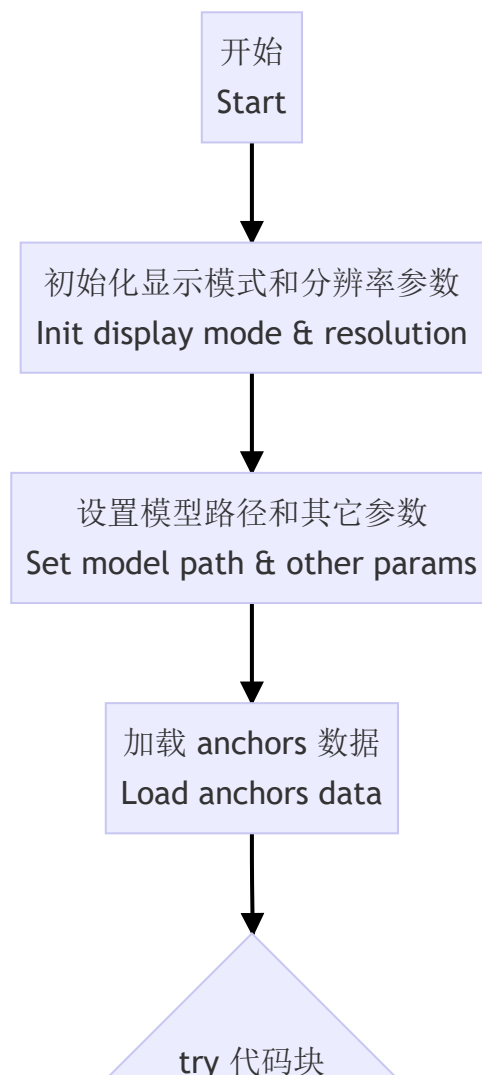 开始
Start
初始化显示模式和分辨率参数
Init display mode & resolution
设置模型路径和其它参数
Set model path & other params
加载 anchors 数据
Load anchors data
try 代码块